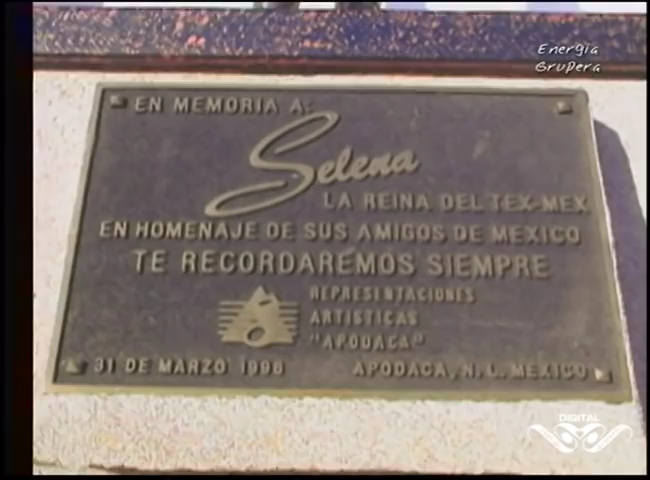 Energía
Grupera
EN MEMORIA A:
Selena
LA REINA DEL TEX-MEX
EN HOMENAJE DE SUS AMIGOS DE MEXICO
TE RECORDAREMOS SIEMPRE
REPRESENTACIONES
ARTISTICAS
"APODACA"
31 DE MARZO 1996
APODACA, N. L. MEXICO
DIGITAL